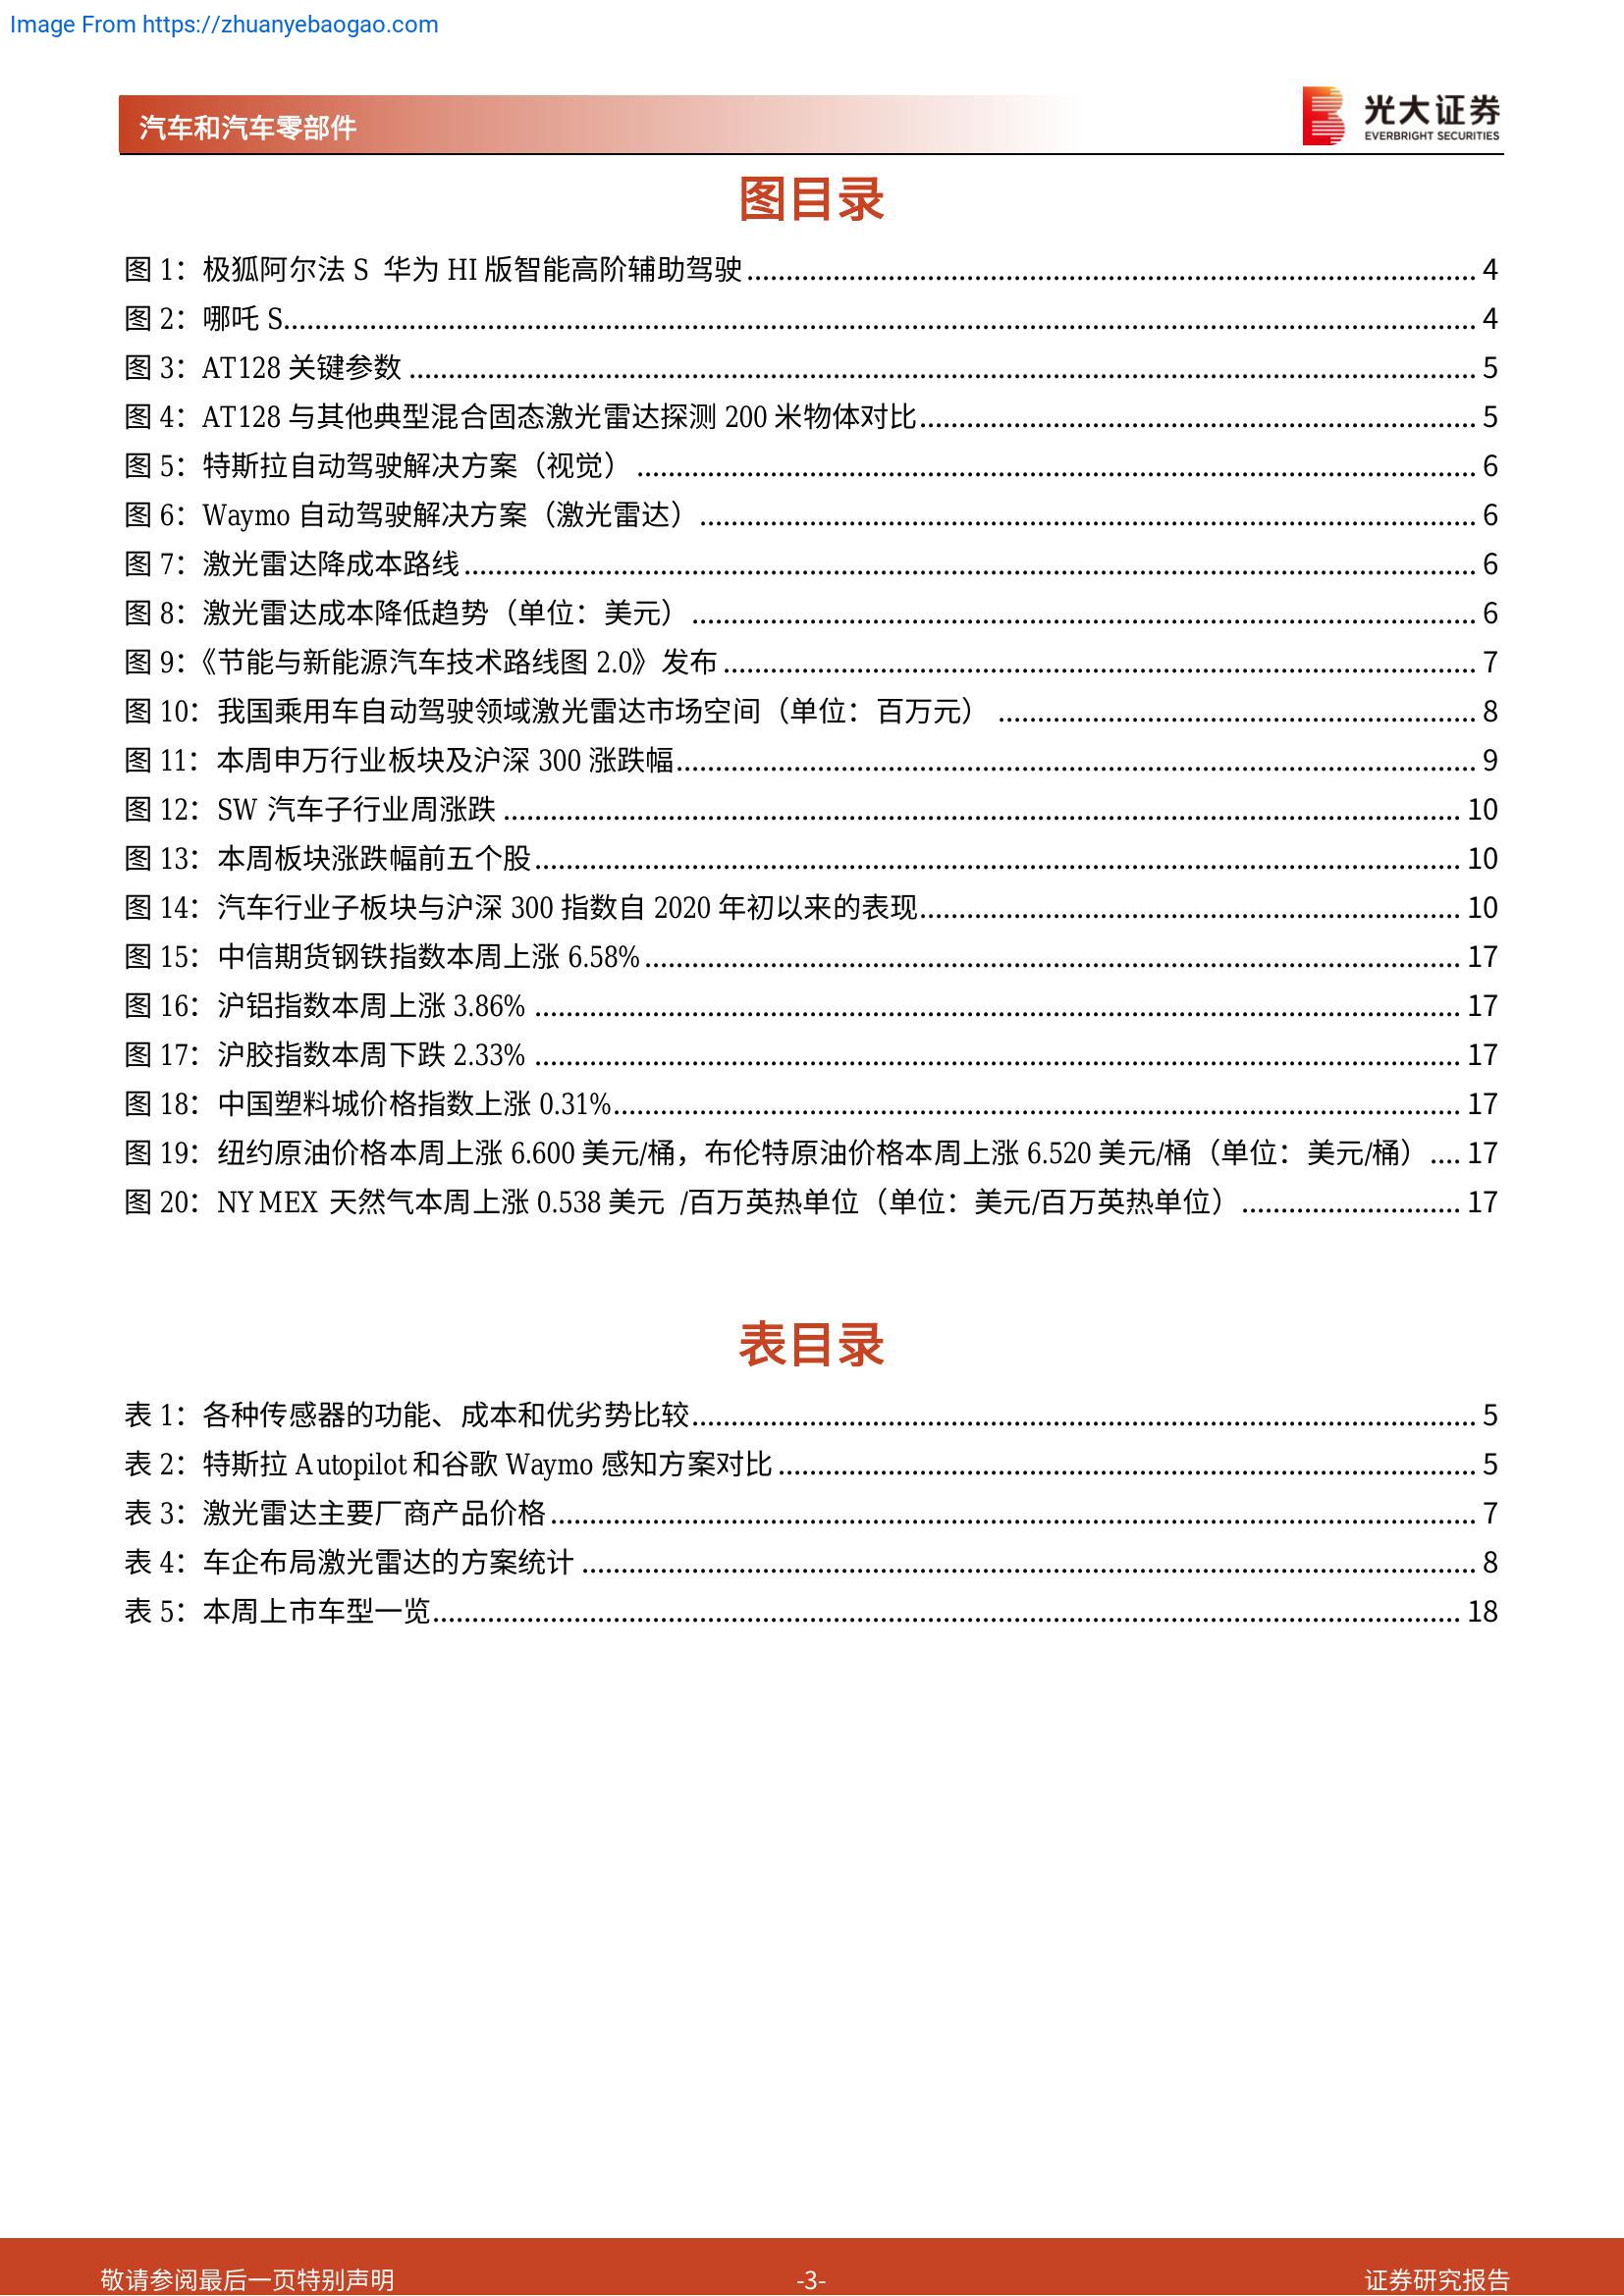 Image From https://zhuanyebaogao.com
汽车和汽车零部件
光大证券
EVERBRIGHT SECURITIES
图目录
图 1：极狐阿尔法 S 华为 HI 版智能高阶辅助驾驶 4
图 2：哪吒 S 4
图 3：AT128 关键参数 5
图 4：AT128 与其他典型混合固态激光雷达探测 200 米物体对比 5
图 5：特斯拉自动驾驶解决方案（视觉） 6
图 6：Waymo 自动驾驶解决方案（激光雷达） 6
图 7：激光雷达降成本路线 6
图 8：激光雷达成本降低趋势（单位：美元） 6
图 9：《节能与新能源汽车技术路线图 2.0》发布 7
图 10：我国乘用车自动驾驶领域激光雷达市场空间（单位：百万元） 8
图 11：本周申万行业板块及沪深 300 涨跌幅 9
图 12：SW 汽车子行业周涨跌 10
图 13：本周板块涨跌幅前五个股 10
图 14：汽车行业子板块与沪深 300 指数自 2020 年初以来的表现 10
图 15：中信期货钢铁指数本周上涨 6.58% 17
图 16：沪铝指数本周上涨 3.86% 17
图 17：沪胶指数本周下跌 2.33% 17
图 18：中国塑料城价格指数上涨 0.31% 17
图 19：纽约原油价格本周上涨 6.600 美元/桶，布伦特原油价格本周上涨 6.520 美元/桶（单位：美元/桶） 17
图 20：NYMEX 天然气本周上涨 0.538 美元 /百万英热单位（单位：美元/百万英热单位） 17
表目录
表 1：各种传感器的功能、成本和优劣势比较 5
表 2：特斯拉 Autopilot 和谷歌 Waymo 感知方案对比 5
表 3：激光雷达主要厂商产品价格 7
表 4：车企布局激光雷达的方案统计 8
表 5：本周上市车型一览 18
敬请参阅最后一页特别声明 -3- 证券研究报告